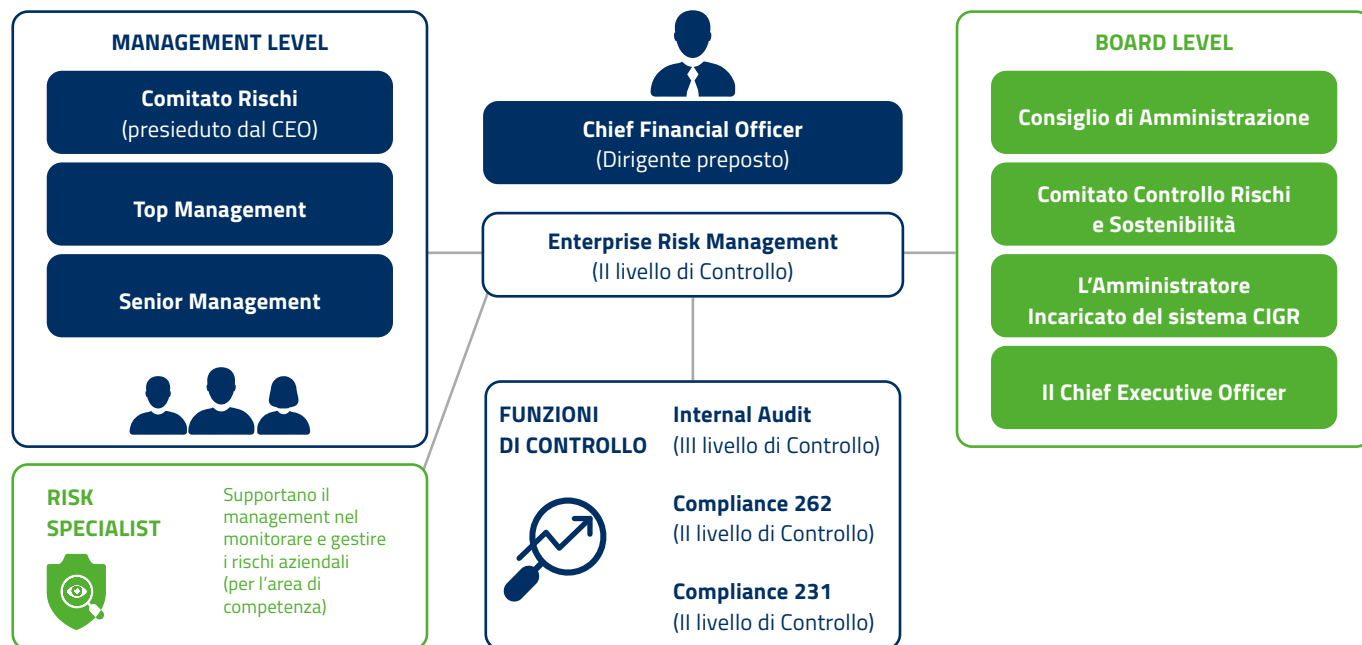 MANAGEMENT LEVEL
Comitato Rischi
(presieduto dal CEO)
Top Management
Senior Management
Chief Financial Officer
(Dirigente preposto)
Enterprise Risk Management
(II livello di Controllo)
BOARD LEVEL
Consiglio di Amministrazione
Comitato Controllo Rischi
e Sostenibilità
L’Amministratore
Incaricato del sistema CIGR
Il Chief Executive Officer
RISK
SPECIALIST
Supportano il
management nel
monitorare e gestire
i rischi aziendali
(per l’area di
competenza)
FUNZIONI
DI CONTROLLO
Internal Audit
(III livello di Controllo)
Compliance 262
(II livello di Controllo)
Compliance 231
(II livello di Controllo)